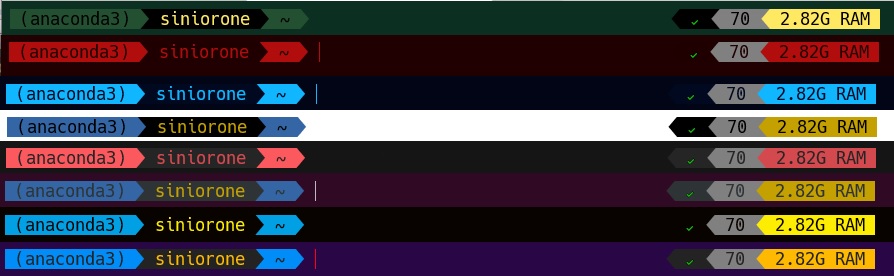 (anaconda3) siniorone ~ ✓ 70 2.82G RAM
(anaconda3) siniorone ~ ✓ 70 2.82G RAM
(anaconda3) siniorone ~ ✓ 70 2.82G RAM
(anaconda3) siniorone ~ ✓ 70 2.82G RAM
(anaconda3) siniorone ~ ✓ 70 2.82G RAM
(anaconda3) siniorone ~ ✓ 70 2.82G RAM
(anaconda3) siniorone ~ ✓ 70 2.82G RAM
(anaconda3) siniorone ~ ✓ 70 2.82G RAM